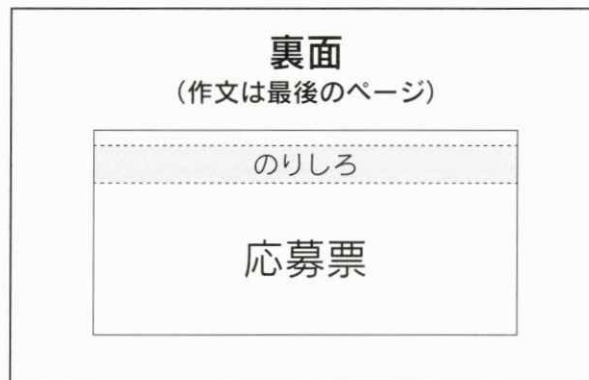 裏面
（作文は最後のページ）
のりしろ
応募票